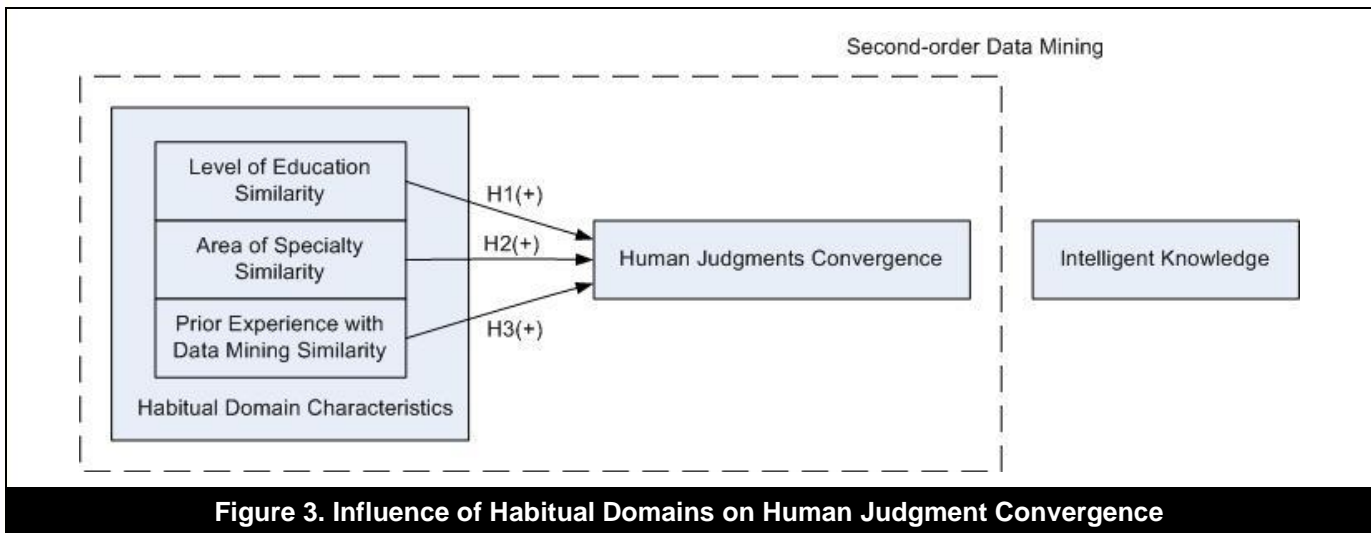 Second-order Data Mining
Level of Education
Similarity
H1(+)
Area of Specialty
Similarity
H2(+)
Human Judgments Convergence
Intelligent Knowledge
Prior Experience with
Data Mining Similarity
H3(+)
Habitual Domain Characteristics
Figure 3. Influence of Habitual Domains on Human Judgment Convergence